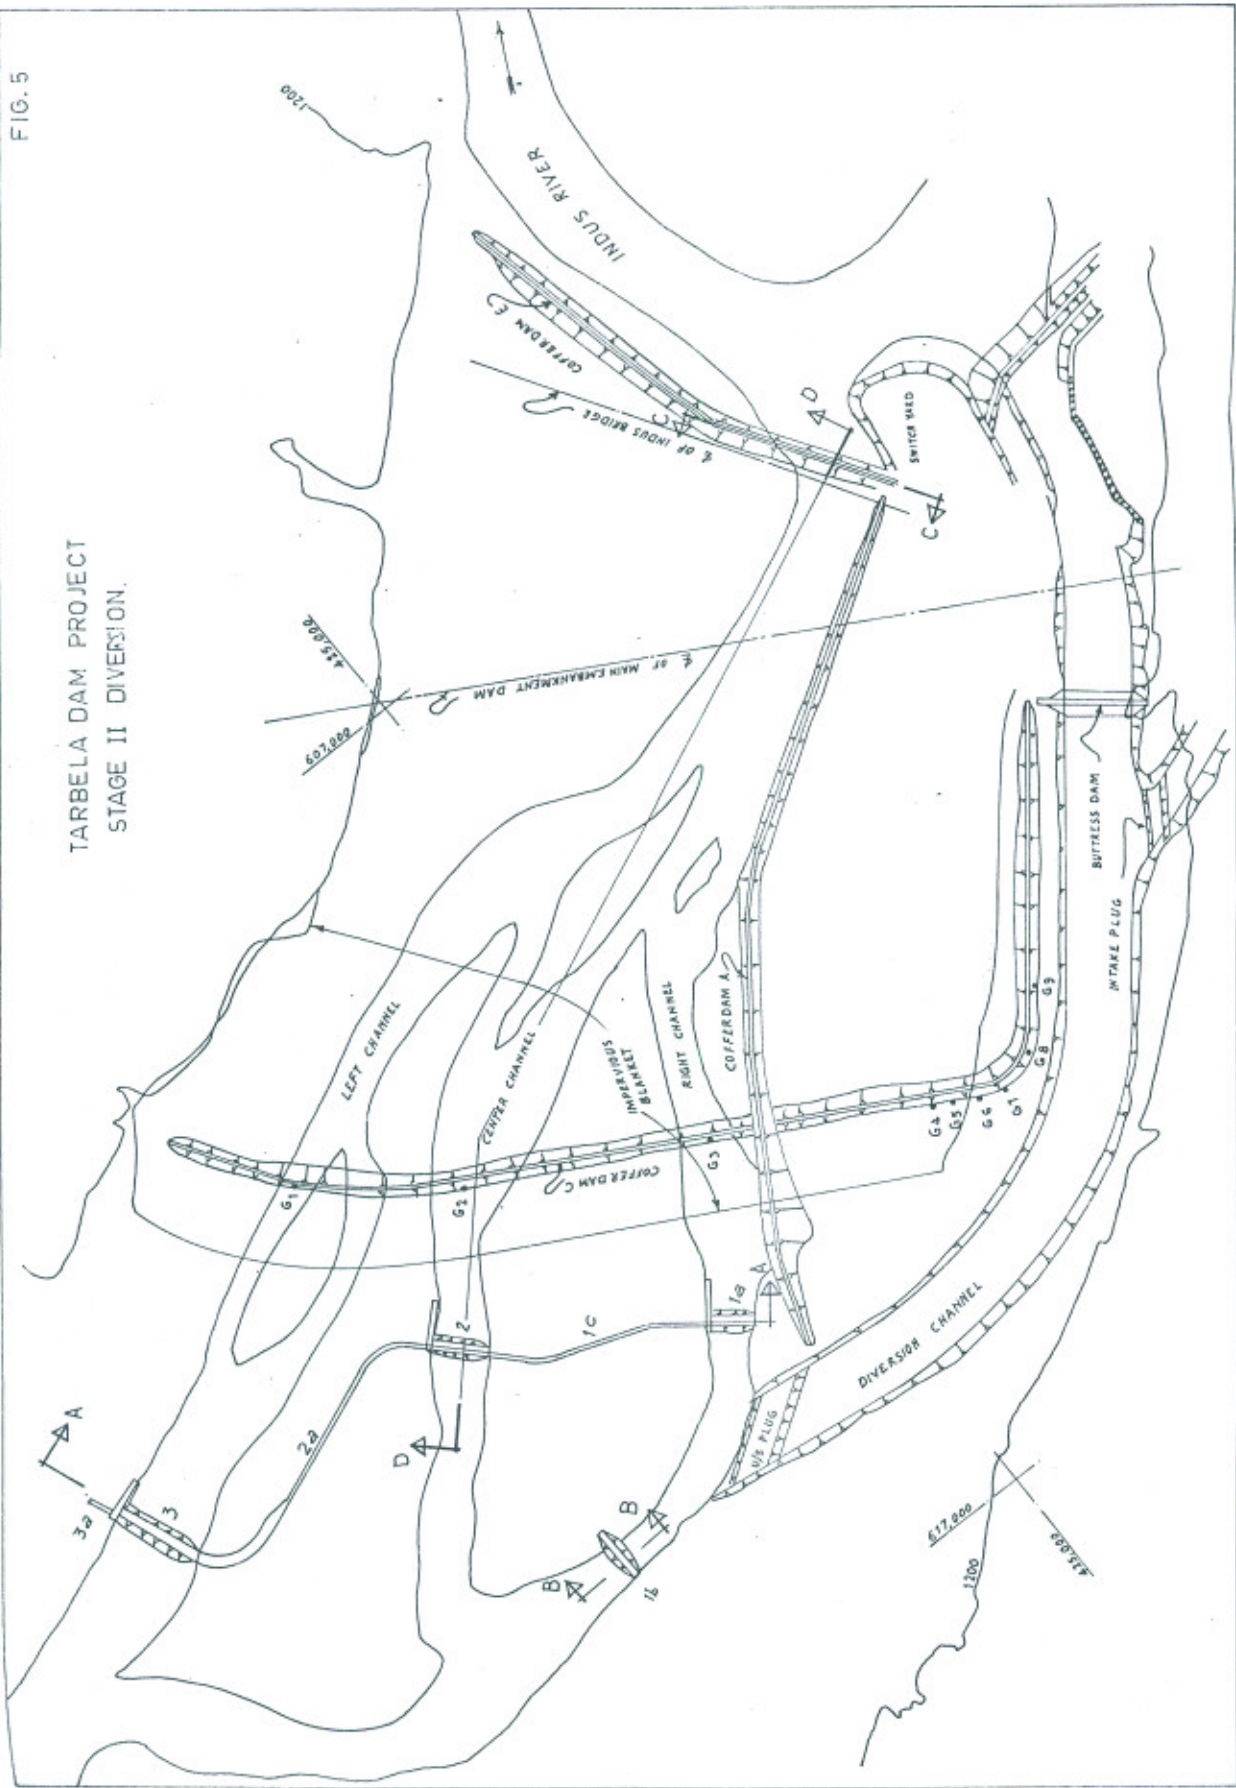 FIG. 5
TARBELA DAM PROJECT
STAGE II DIVERSION.
1200
INDUS RIVER
COFFERDAM E
℄ OF INDUS BRIDGE
C
D
SWITCH YARD
C
425,000
607,000
℄ OF MAIN EMBANKMENT DAM
BUTTRESS DAM
INTAKE PLUG
LEFT CHANNEL
CENTER CHANNEL
IMPERVIOUS
BLANKET
RIGHT CHANNEL
COFFERDAM A
COFFERDAM C
G1
G2
G3
G4
G5
G6
G7
G8
G9
A
1a
1c
2
2a
D
A
3
3a
B
B
1b
U/S PLUG
DIVERSION CHANNEL
617,000
425,000
1200